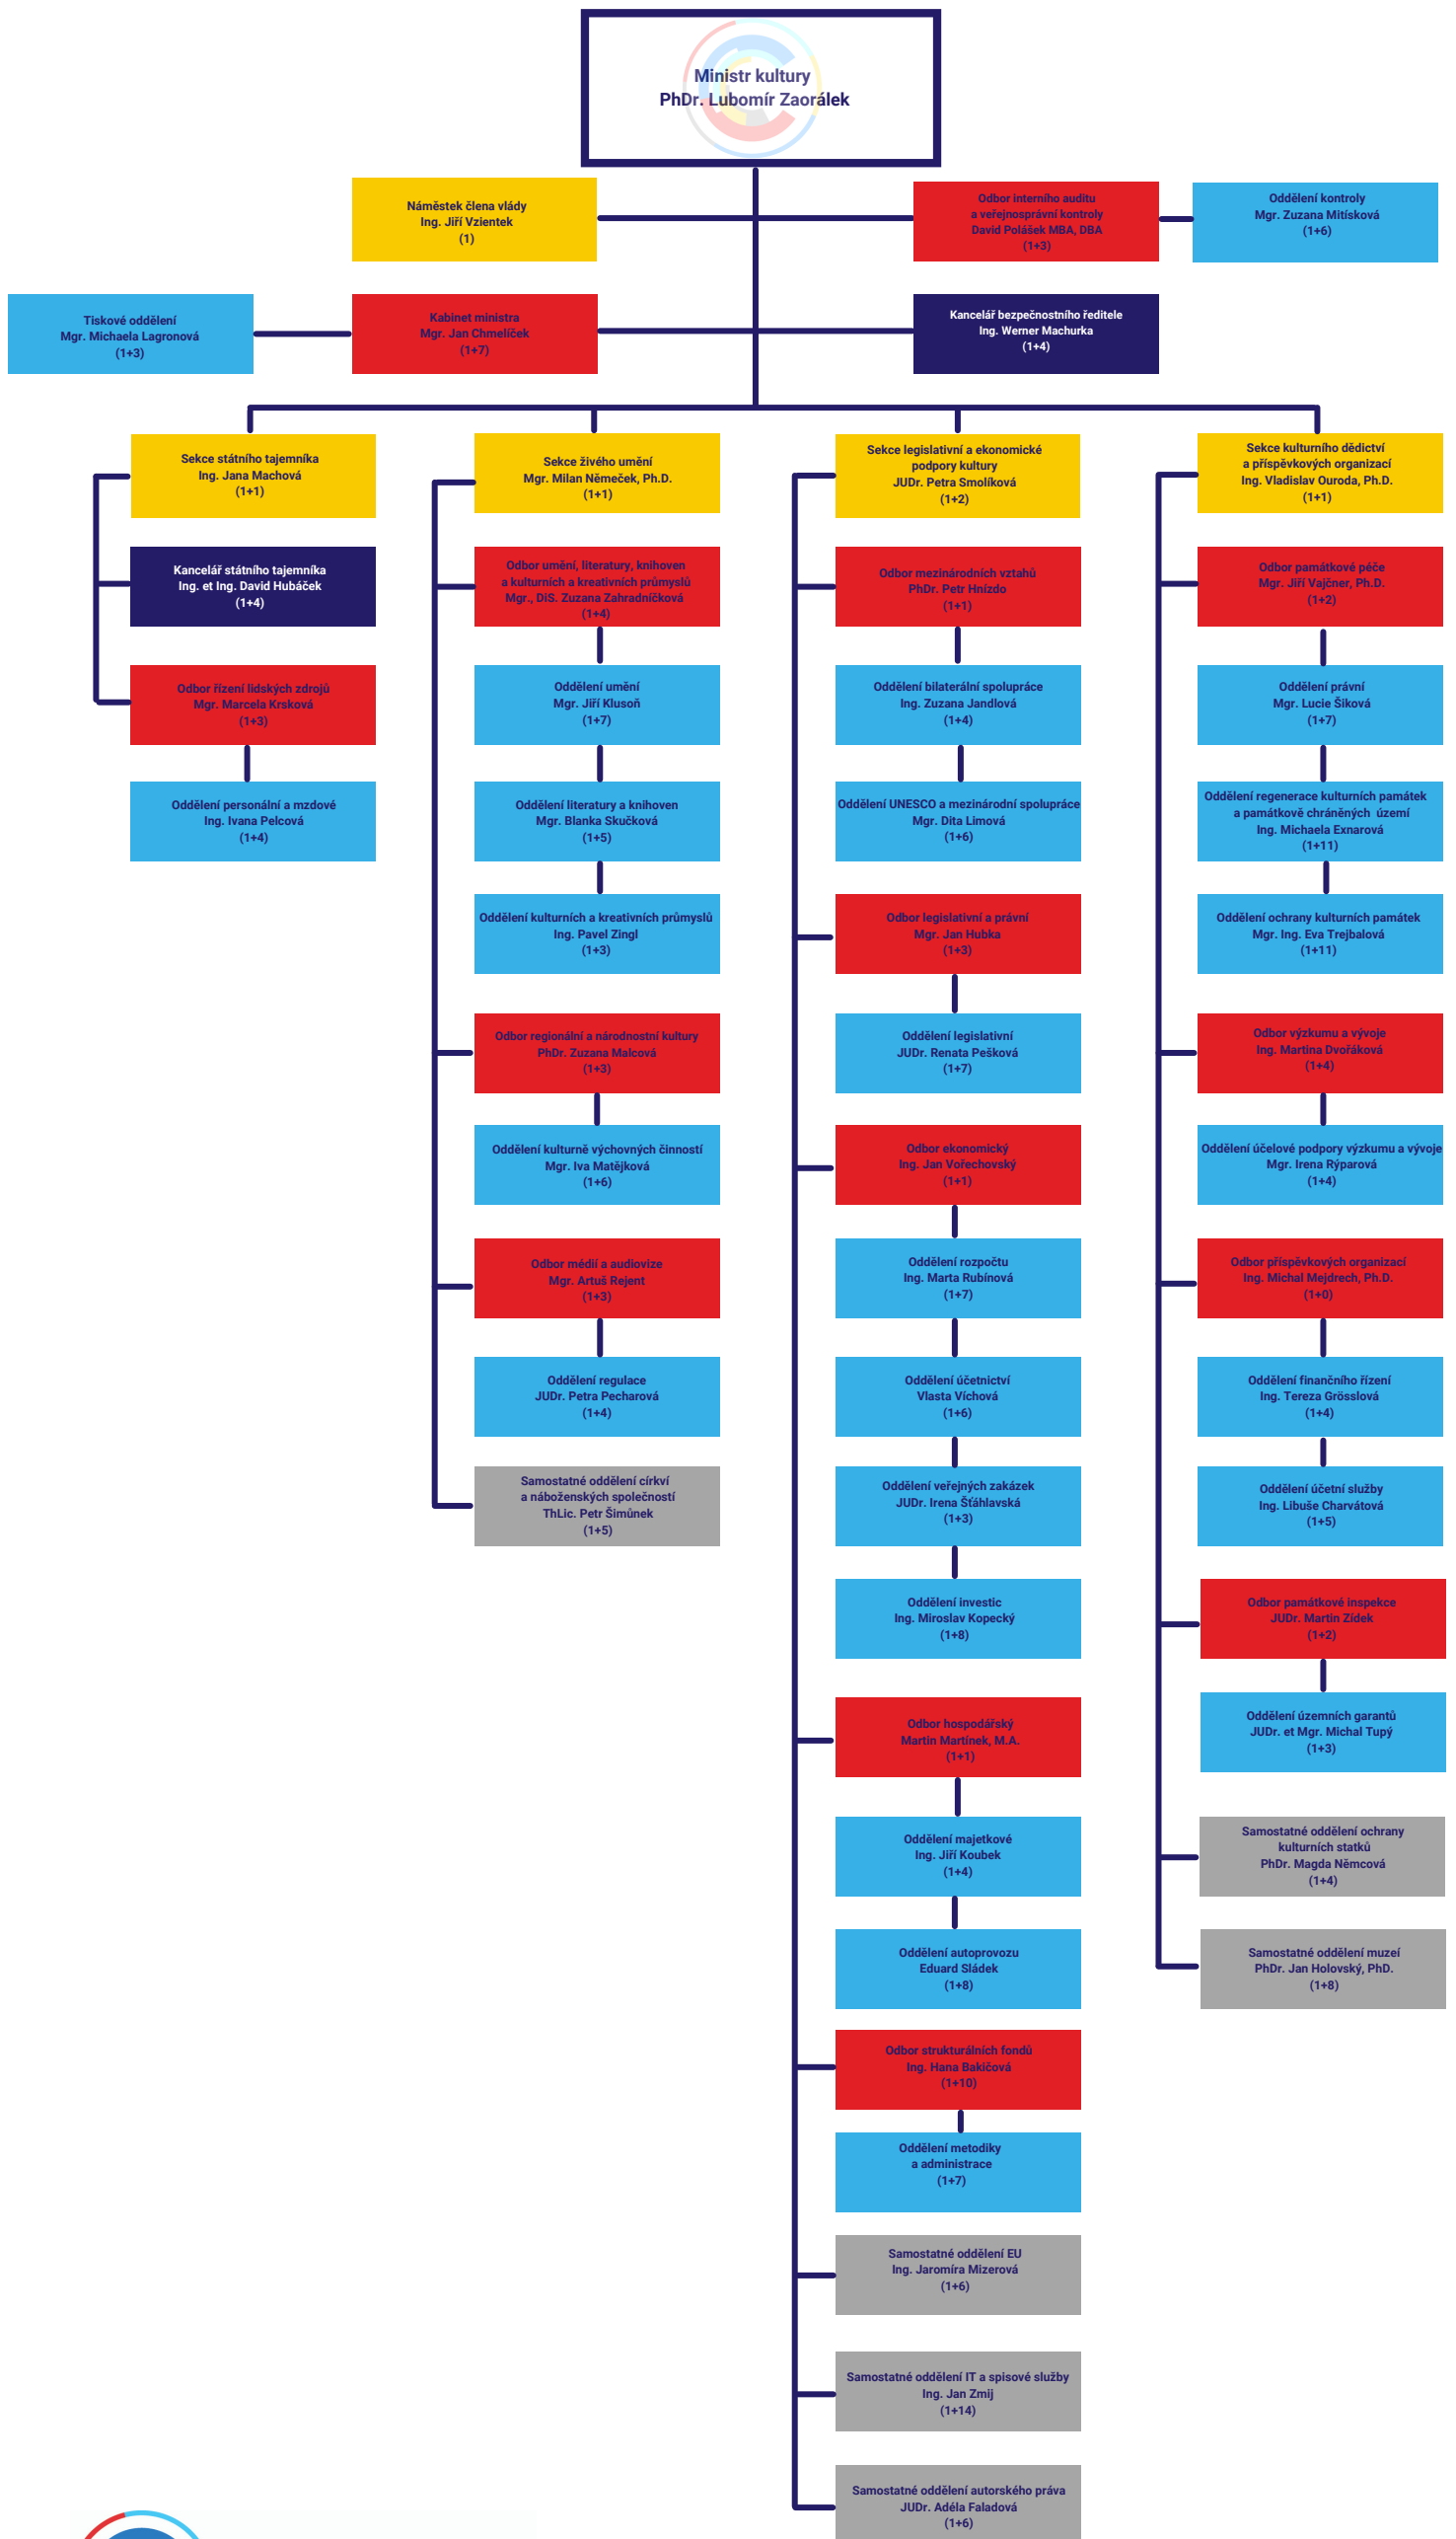 Ministr kultury
PhDr. Lubomír Zaorálek
Náměstek člena vlády
Ing. Jiří Vzientek
(1)
Odbor interního auditu
a veřejnosprávní kontroly
David Polášek MBA, DBA
(1+3)
Oddělení kontroly
Mgr. Zuzana Mitísková
(1+6)
Tiskové oddělení
Mgr. Michaela Lagronová
(1+3)
Kabinet ministra
Mgr. Jan Chmelíček
(1+7)
Kancelář bezpečnostního ředitele
Ing. Werner Machurka
(1+4)
Sekce státního tajemníka
Ing. Jana Machová
(1+1)
Kancelář státního tajemníka
Ing. et Ing. David Hubáček
(1+4)
Odbor řízení lidských zdrojů
Mgr. Marcela Krsková
(1+3)
Oddělení personální a mzdové
Ing. Ivana Pelcová
(1+4)
Sekce živého umění
Mgr. Milan Němeček, Ph.D.
(1+1)
Odbor umění, literatury, knihoven
a kulturních a kreativních průmyslů
Mgr., DiS. Zuzana Zahradníčková
(1+4)
Oddělení umění
Mgr. Jiří Klusoň
(1+7)
Oddělení literatury a knihoven
Mgr. Blanka Skučková
(1+5)
Oddělení kulturních a kreativních průmyslů
Ing. Pavel Zingl
(1+3)
Odbor regionální a národnostní kultury
PhDr. Zuzana Malcová
(1+3)
Oddělení kulturně výchovných činností
Mgr. Iva Matějková
(1+6)
Odbor médií a audiovize
Mgr. Artuš Rejent
(1+3)
Oddělení regulace
JUDr. Petra Pecharová
(1+4)
Samostatné oddělení církví
a náboženských společností
ThLic. Petr Šimůnek
(1+5)
Sekce legislativní a ekonomické
podpory kultury
JUDr. Petra Smolíková
(1+2)
Odbor mezinárodních vztahů
PhDr. Petr Hnízdo
(1+1)
Oddělení bilaterální spolupráce
Ing. Zuzana Jandlová
(1+4)
Oddělení UNESCO a mezinárodní spolupráce
Mgr. Dita Limová
(1+6)
Odbor legislativní a právní
Mgr. Jan Hubka
(1+3)
Oddělení legislativní
JUDr. Renata Pešková
(1+7)
Odbor ekonomický
Ing. Jan Vořechovský
(1+1)
Oddělení rozpočtu
Ing. Marta Rubínová
(1+7)
Oddělení účetnictví
Vlasta Víchová
(1+6)
Oddělení veřejných zakázek
JUDr. Irena Šťáhlavská
(1+3)
Oddělení investic
Ing. Miroslav Kopecký
(1+8)
Odbor hospodářský
Martin Martínek, M.A.
(1+1)
Oddělení majetkové
Ing. Jiří Koubek
(1+4)
Oddělení autoprovozu
Eduard Sládek
(1+8)
Odbor strukturálních fondů
Ing. Hana Bakičová
(1+10)
Oddělení metodiky
a administrace
(1+7)
Samostatné oddělení EU
Ing. Jaromíra Mizerová
(1+6)
Samostatné oddělení IT a spisové služby
Ing. Jan Zmij
(1+14)
Samostatné oddělení autorského práva
JUDr. Adéla Faladová
(1+6)
Sekce kulturního dědictví
a příspěvkových organizací
Ing. Vladislav Ouroda, Ph.D.
(1+1)
Odbor památkové péče
Mgr. Jiří Vajčner, Ph.D.
(1+2)
Oddělení právní
Mgr. Lucie Šiková
(1+7)
Oddělení regenerace kulturních památek
a památkově chráněných území
Ing. Michaela Exnarová
(1+11)
Oddělení ochrany kulturních památek
Mgr. Ing. Eva Trejbalová
(1+11)
Odbor výzkumu a vývoje
Ing. Martina Dvořáková
(1+4)
Oddělení účelové podpory výzkumu a vývoje
Mgr. Irena Rýparová
(1+4)
Odbor příspěvkových organizací
Ing. Michal Mejdrech, Ph.D.
(1+0)
Oddělení finančního řízení
Ing. Tereza Grösslová
(1+4)
Oddělení účetní služby
Ing. Libuše Charvátová
(1+5)
Odbor památkové inspekce
JUDr. Martin Zídek
(1+2)
Oddělení územních garantů
JUDr. et Mgr. Michal Tupý
(1+3)
Samostatné oddělení ochrany
kulturních statků
PhDr. Magda Němcová
(1+4)
Samostatné oddělení muzeí
PhDr. Jan Holovský, PhD.
(1+8)